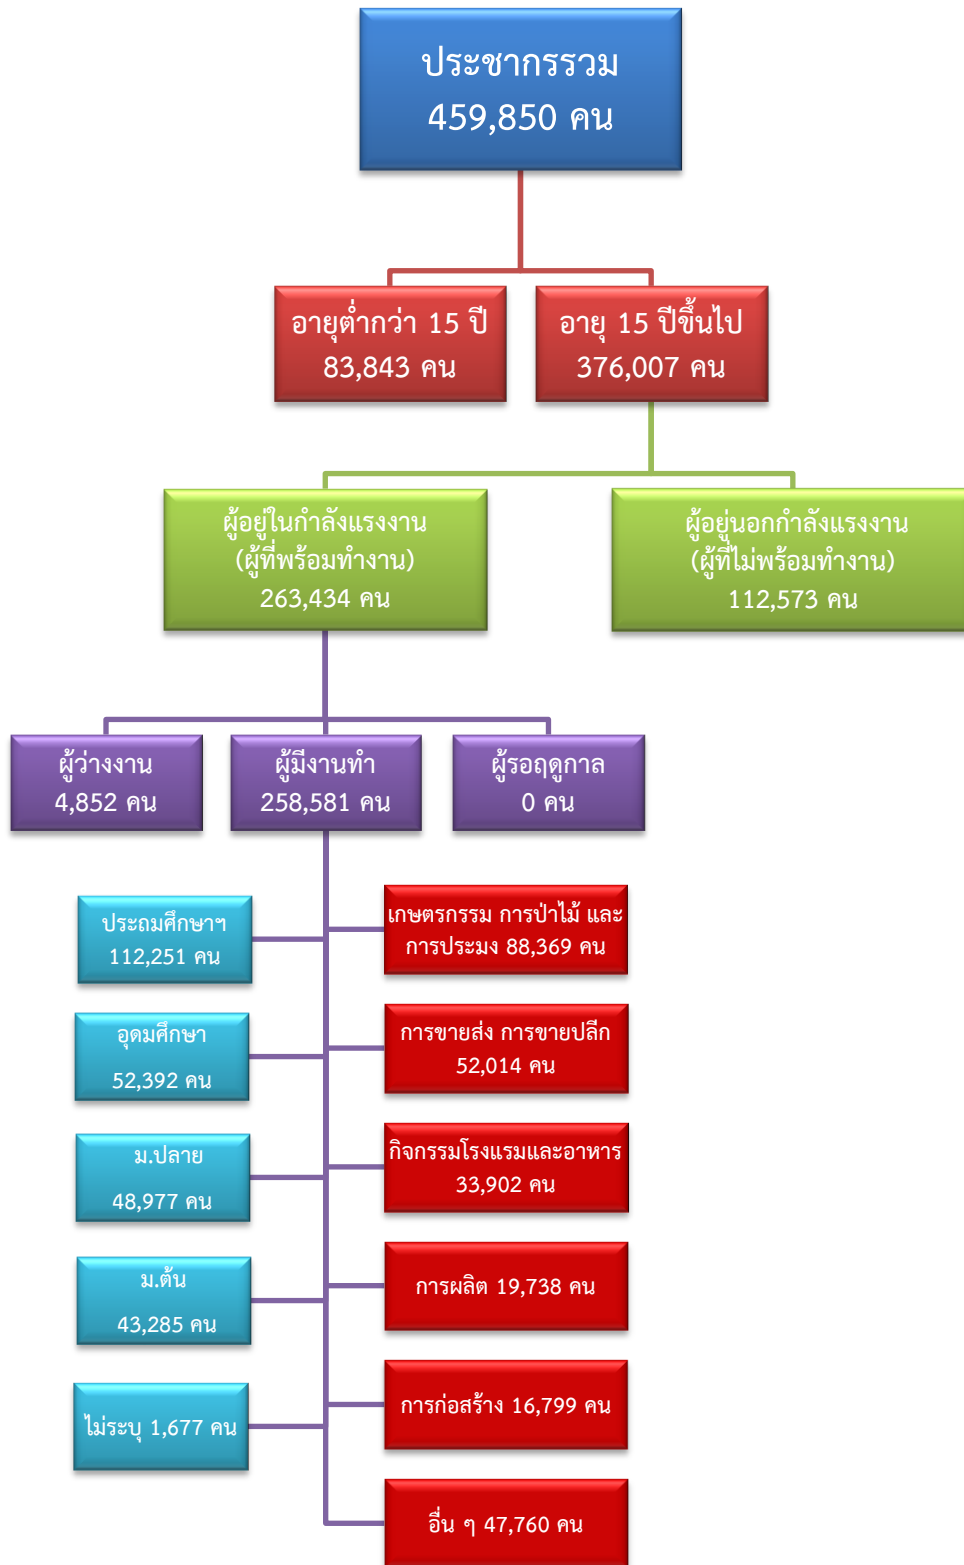 ประชากรรวม
459,850 คน
อายุต่ำกว่า 15 ปี
83,843 คน
อายุ 15 ปีขึ้นไป
376,007 คน
ผู้อยู่ในกำลังแรงงาน
(ผู้ที่พร้อมทำงาน)
263,434 คน
ผู้อยู่นอกกำลังแรงงาน
(ผู้ที่ไม่พร้อมทำงาน)
112,573 คน
ผู้ว่างงาน
4,852 คน
ผู้มีงานทำ
258,581 คน
ผู้รอฤดูกาล
0 คน
ประถมศึกษาฯ
112,251 คน
อุดมศึกษา
52,392 คน
ม.ปลาย
48,977 คน
ม.ต้น
43,285 คน
ไม่ระบุ 1,677 คน
เกษตรกรรม การป่าไม้ และ
การประมง 88,369 คน
การขายส่ง การขายปลีก
52,014 คน
กิจกรรมโรงแรมและอาหาร
33,902 คน
การผลิต 19,738 คน
การก่อสร้าง 16,799 คน
อื่น ๆ 47,760 คน